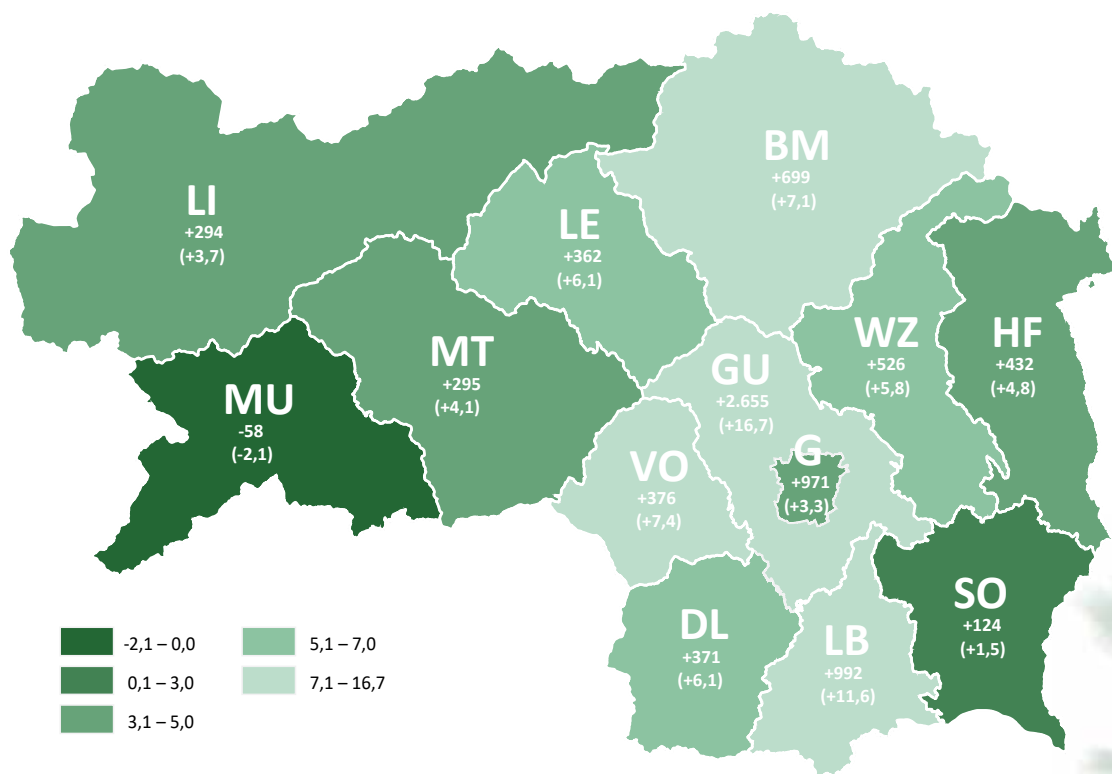 BM
+699
(+7,1)
LI
+294
(+3,7)
LE
+362
(+6,1)
WZ
+526
(+5,8)
HF
+432
(+4,8)
MT
+295
(+4,1)
GU
+2.655
(+16,7)
MU
-58
(-2,1)
G
+971
(+3,3)
VO
+376
(+7,4)
SO
+124
(+1,5)
DL
+371
(+6,1)
LB
+992
(+11,6)
-2,1 – 0,0
0,1 – 3,0
3,1 – 5,0
5,1 – 7,0
7,1 – 16,7